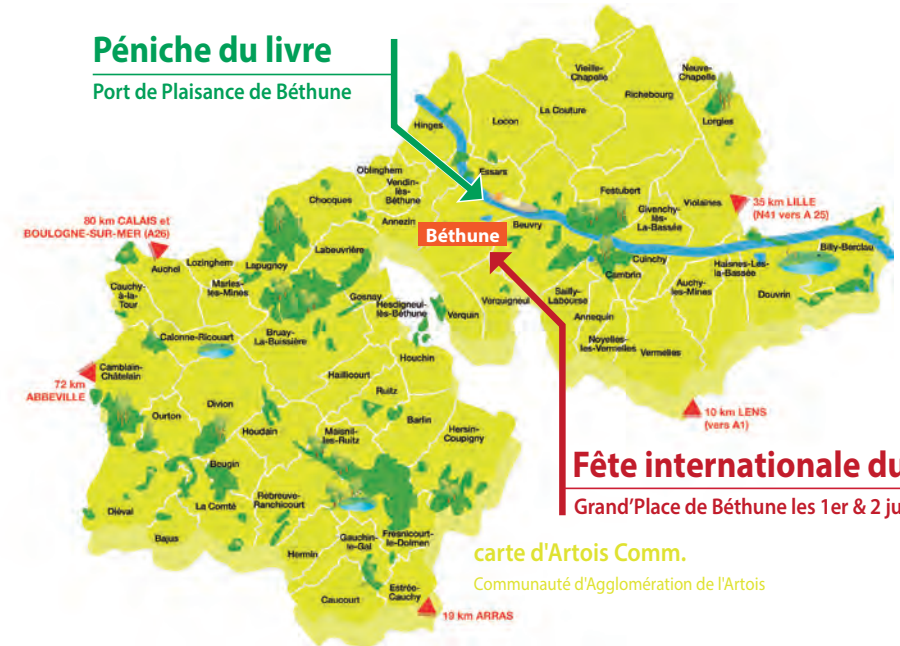 Péniche du livre
Port de Plaisance de Béthune
Vieille-
Chapelle
Neuve-
Chapelle
Richebourg
La Couture
Locon
Lorgies
Hinges
Essars
Oblinghem
Vendin-
lès-
Béthune
Chocques
Annezin
Festubert
Violaines
Givenchy-
lès-
La-Bassée
35 km LILLE
(N41 vers A 25)
80 km CALAIS et
BOULOGNE-SUR-MER (A26)
Béthune
Beuvry
Billy-Berclau
Labeuvrière
Cuinchy
Haisnes-Les-
la-Bassée
Auchel
Lozinghem
Lapugnoy
Cambrin
Cauchy-
à-la-
Tour
Marles-
les-Mines
Auchy-
les-Mines
Douvrin
Gosnay
Hesdigneul-
lès-Béthune
Verquigneul
Sailly-
Labourse
Verquin
Annequin
Calonne-Ricouart
Bruay-
La-Buissière
Noyelles-
les-Vermelles
Vermelles
Houchin
Camblain-
Châtelain
Haillicourt
72 km
ABBEVILLE
Ruitz
Divion
Ourton
Barlin
10 km LENS
(vers A1)
Houdain
Maisnil-
les-Ruitz
Hersin-
Coupigny
Beugin
Fête internationale du
Grand'Place de Béthune les 1er & 2 ju
La Comté
Rebreuve-
Ranchicourt
Diéval
Bajus
Gauchin-
le-Gal
Fresnicourt-
le-Dolmen
Hermin
carte d'Artois Comm.
Communauté d'Agglomération de l'Artois
Estrée-
Cauchy
Caucourt
19 km ARRAS